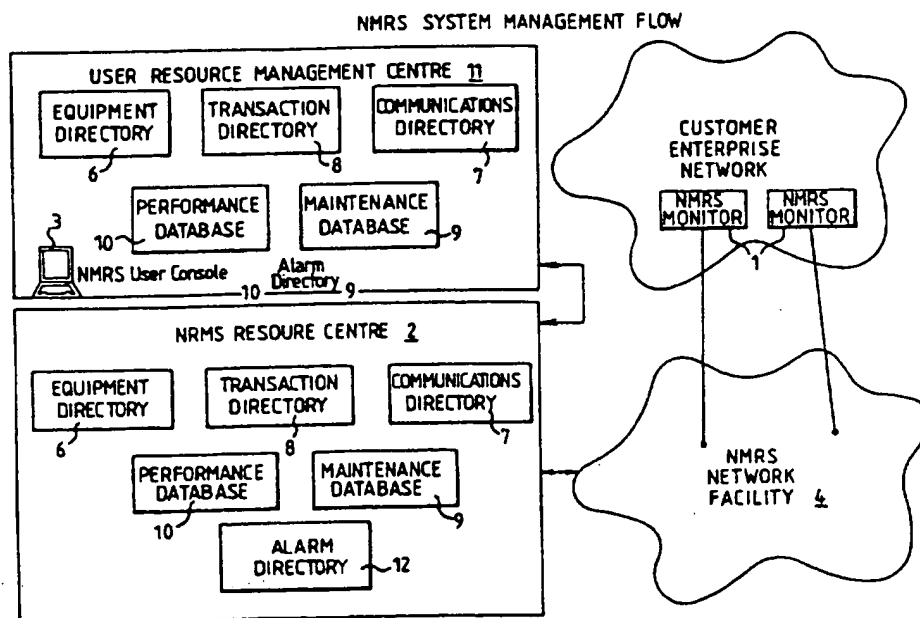 NMRS SYSTEM MANAGEMENT FLOW
USER RESOURCE MANAGEMENT CENTRE 11
EQUIPMENT
DIRECTORY
6
TRANSACTION
DIRECTORY
8
COMMUNICATIONS
DIRECTORY
7
PERFORMANCE
DATABASE
10
MAINTENANCE
DATABASE
9
3
NMRS User Console
Alarm
Directory
10
9
CUSTOMER
ENTERPRISE
NETWORK
NMRS
MONITOR
NMRS
MONITOR
1
NRMS RESOURE CENTRE 2
EQUIPMENT
DIRECTORY
6
TRANSACTION
DIRECTORY
8
COMMUNICATIONS
DIRECTORY
7
PERFORMANCE
DATABASE
10
MAINTENANCE
DATABASE
9
ALARM
DIRECTORY
12
NMRS
NETWORK
FACILITY 4